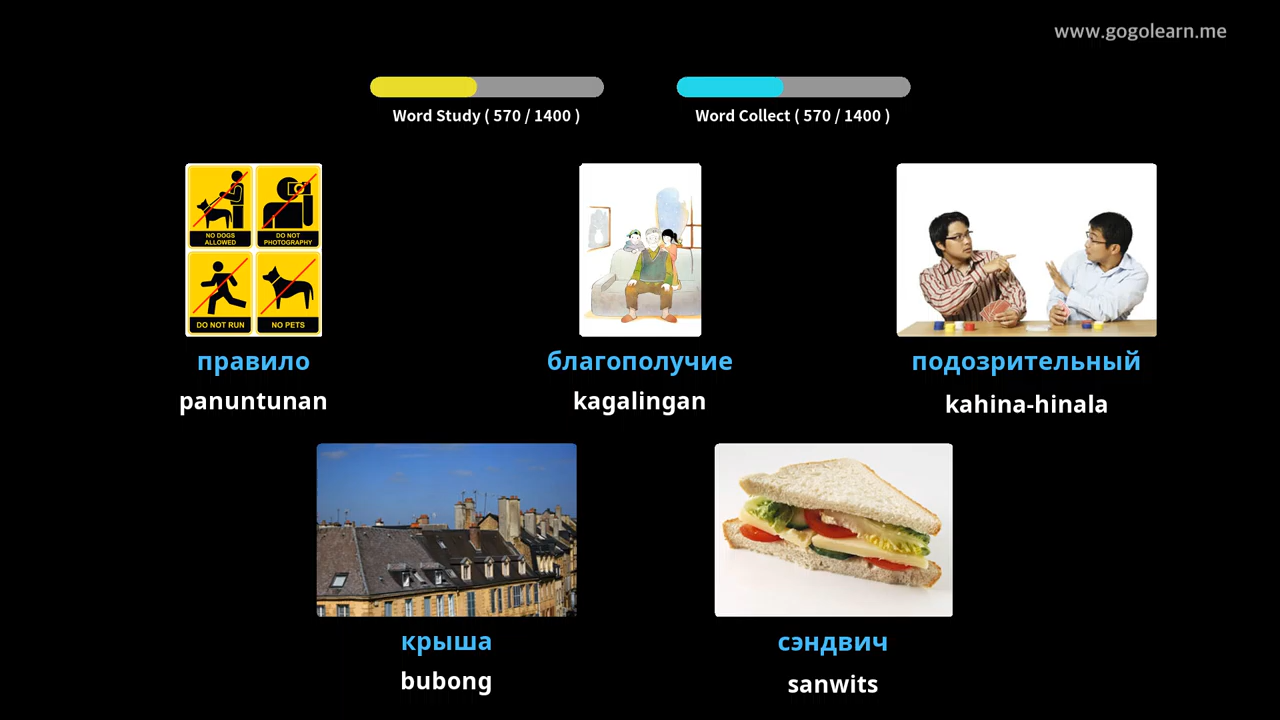 www.gogolearn.me
Word Study ( 570 / 1400 )
Word Collect ( 570 / 1400 )
NO DOGS
ALLOWED
DO NOT
PHOTOGRAPHY
DO NOT RUN
NO PETS
правило
panuntunan
благополучие
kagalingan
подозрительный
kahina-hinala
крыша
bubong
сэндвич
sanwits